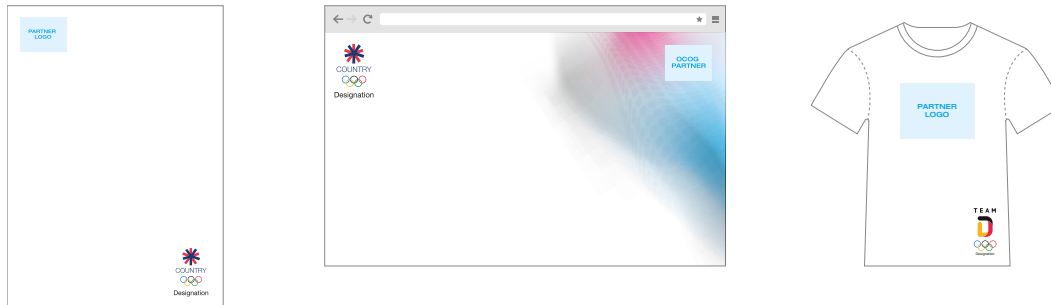 PARTNER
LOGO
COUNTRY
Designation
COUNTRY
Designation
OCOG
PARTNER
PARTNER
LOGO
TEAM
D
Designation